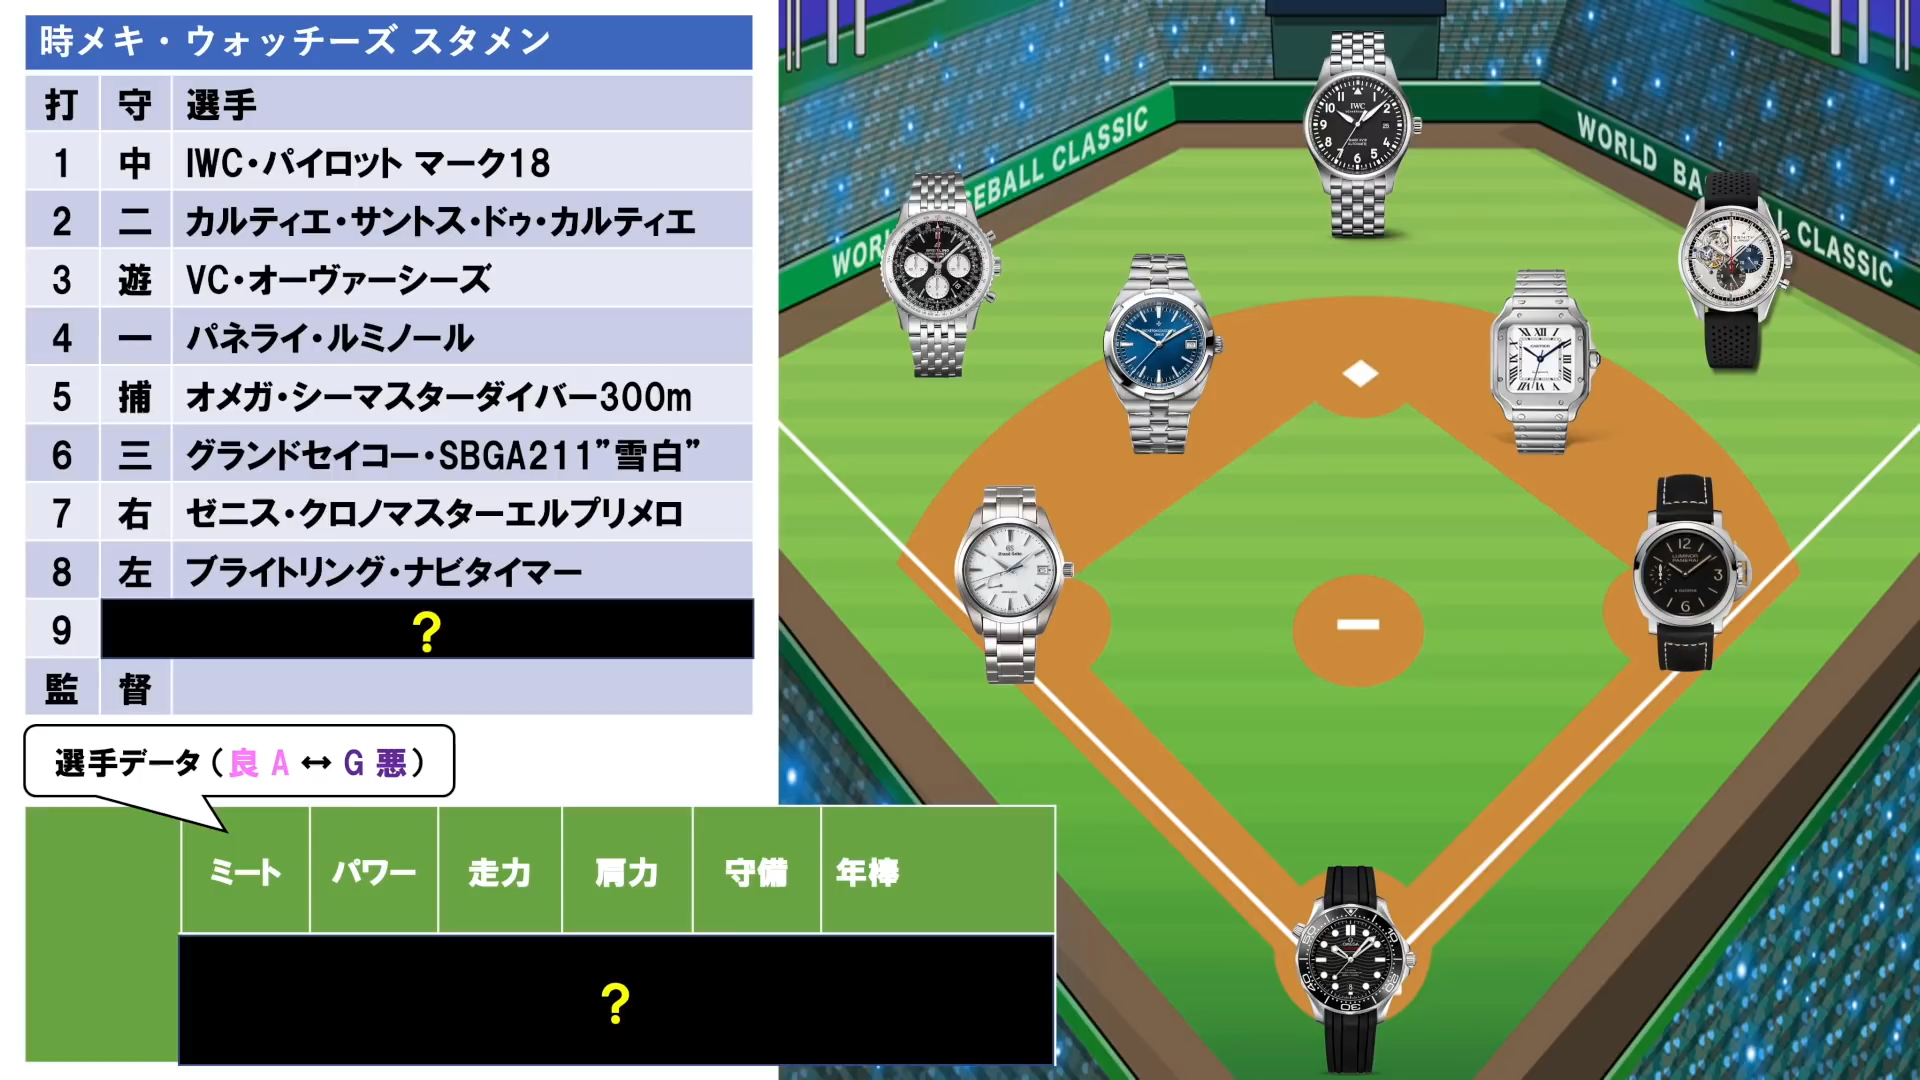 時メキ・ウォッチーズ スタメン
打 守 選手
1 中 IWC・パイロット マーク18
2 二 カルティエ・サントス・ドゥ・カルティエ
3 遊 VC・オーヴァーシーズ
4 一 パネライ・ルミノール
5 捕 オメガ・シーマスターダイバー300m
6 三 グランドセイコー・SBGA211”雪白”
7 右 ゼニス・クロノマスターエルプリメロ
8 左 ブライトリング・ナビタイマー
9 ?
監 督
選手データ（良 A ↔ G 悪）
ミート パワー 走力 肩力 守備 年棒
?
WORLD BA
L CLASSIC
WOR
EBALL CLASSIC
IWC
LUMINOR
PANERAI
CARTIER
Grand Seiko